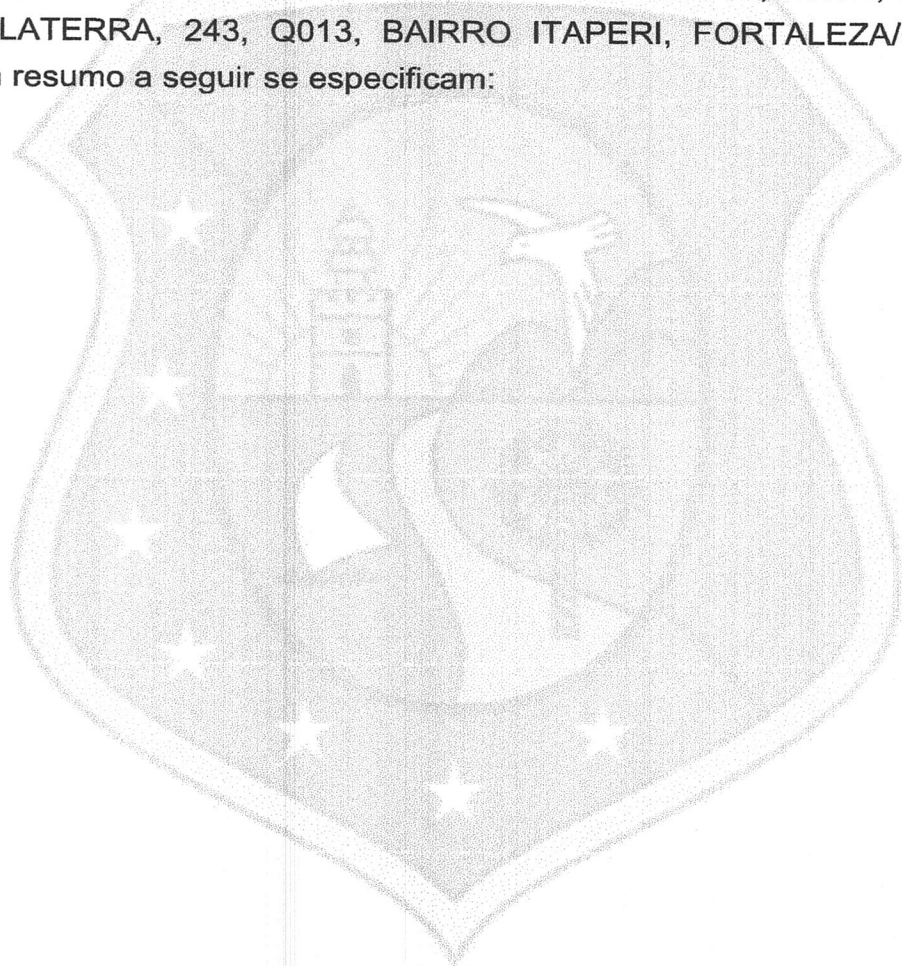 LATERRA, 243, Q013, BAIRRO ITAPERI, FORTALEZA/
resumo a seguir se especificam: